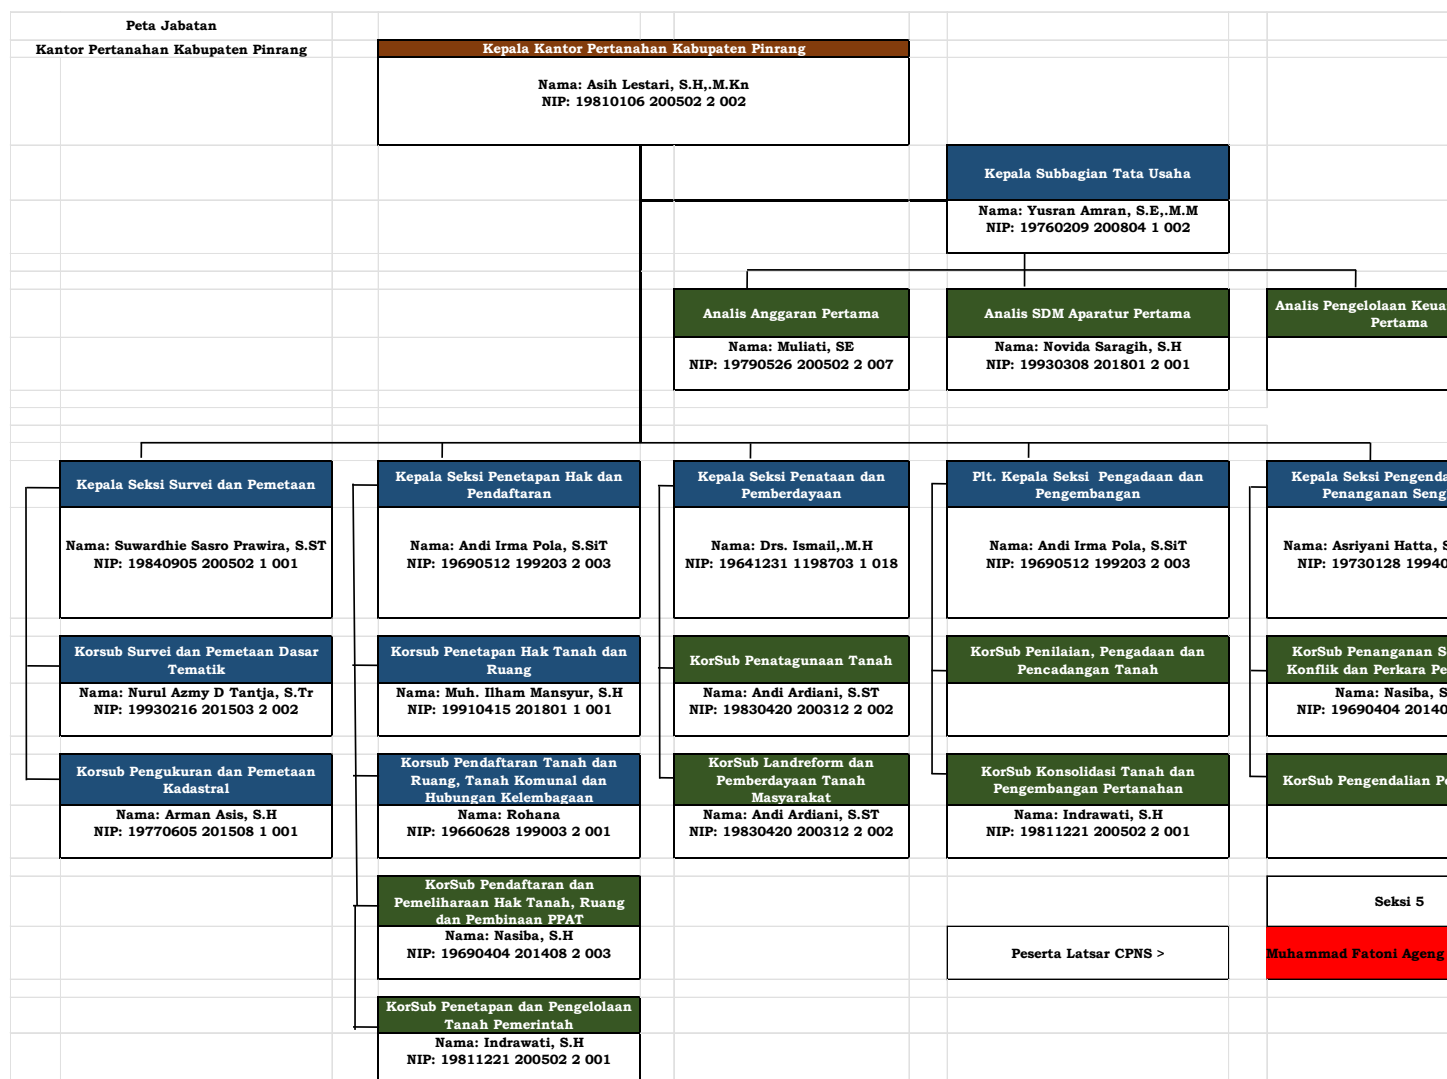 Peta Jabatan
Kantor Pertanahan Kabupaten Pinrang
Kepala Kantor Pertanahan Kabupaten Pinrang
Nama: Asih Lestari, S.H,.M.Kn
NIP: 19810106 200502 2 002
Kepala Subbagian Tata Usaha
Nama: Yusran Amran, S.E,.M.M
NIP: 19760209 200804 1 002
Analis Anggaran Pertama
Nama: Muliati, SE
NIP: 19790526 200502 2 007
Analis SDM Aparatur Pertama
Nama: Novida Saragih, S.H
NIP: 19930308 201801 2 001
Analis Pengelolaan Keua
Pertama
Kepala Seksi Survei dan Pemetaan
Nama: Suwardhie Sasro Prawira, S.ST
NIP: 19840905 200502 1 001
Korsub Survei dan Pemetaan Dasar
Tematik
Nama: Nurul Azmy D Tantja, S.Tr
NIP: 19930216 201503 2 002
Korsub Pengukuran dan Pemetaan
Kadastral
Nama: Arman Asis, S.H
NIP: 19770605 201508 1 001
Kepala Seksi Penetapan Hak dan
Pendaftaran
Nama: Andi Irma Pola, S.SiT
NIP: 19690512 199203 2 003
Korsub Penetapan Hak Tanah dan
Ruang
Nama: Muh. Ilham Mansyur, S.H
NIP: 19910415 201801 1 001
Korsub Pendaftaran Tanah dan
Ruang, Tanah Komunal dan
Hubungan Kelembagaan
Nama: Rohana
NIP: 19660628 199003 2 001
KorSub Pendaftaran dan
Pemeliharaan Hak Tanah, Ruang
dan Pembinaan PPAT
Nama: Nasiba, S.H
NIP: 19690404 201408 2 003
KorSub Penetapan dan Pengelolaan
Tanah Pemerintah
Nama: Indrawati, S.H
NIP: 19811221 200502 2 001
Kepala Seksi Penataan dan
Pemberdayaan
Nama: Drs. Ismail,.M.H
NIP: 19641231 1198703 1 018
KorSub Penatagunaan Tanah
Nama: Andi Ardiani, S.ST
NIP: 19830420 200312 2 002
KorSub Landreform dan
Pemberdayaan Tanah
Masyarakat
Nama: Andi Ardiani, S.ST
NIP: 19830420 200312 2 002
Plt. Kepala Seksi Pengadaan dan
Pengembangan
Nama: Andi Irma Pola, S.SiT
NIP: 19690512 199203 2 003
KorSub Penilaian, Pengadaan dan
Pencadangan Tanah
KorSub Konsolidasi Tanah dan
Pengembangan Pertanahan
Nama: Indrawati, S.H
NIP: 19811221 200502 2 001
Kepala Seksi Pengenda
Penanganan Seng
Nama: Asriyani Hatta, S
NIP: 19730128 19940
KorSub Penanganan S
Konflik dan Perkara Pe
Nama: Nasiba, S
NIP: 19690404 20140
KorSub Pengendalian Pe
Seksi 5
Peserta Latsar CPNS >
Muhammad Fatoni Ageng